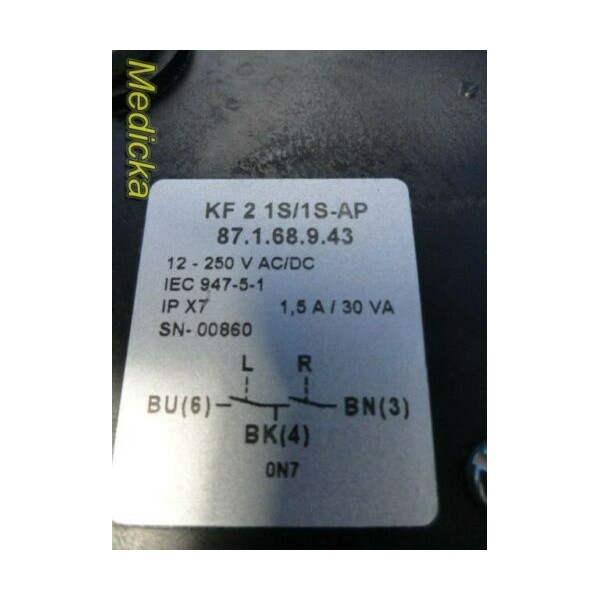 Medicka
KF 2 1S/1S-AP
87.1.68.9.43
12 - 250 V AC/DC
IEC 947-5-1
IP X7 1,5 A / 30 VA
SN- 00860
L R
BU(6) BN(3)
BK(4)
0N7